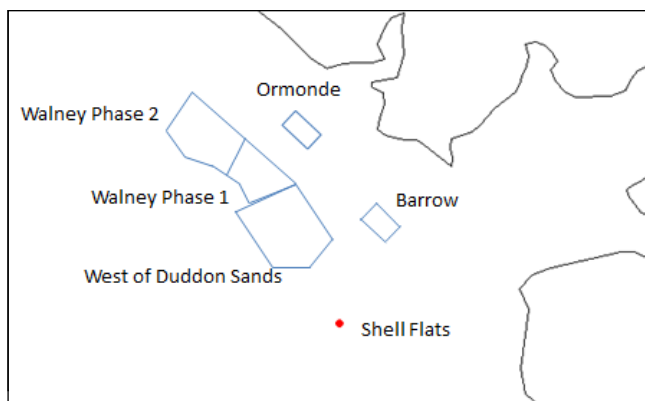 Ormonde
Walney Phase 2
Walney Phase 1
Barrow
West of Duddon Sands
Shell Flats